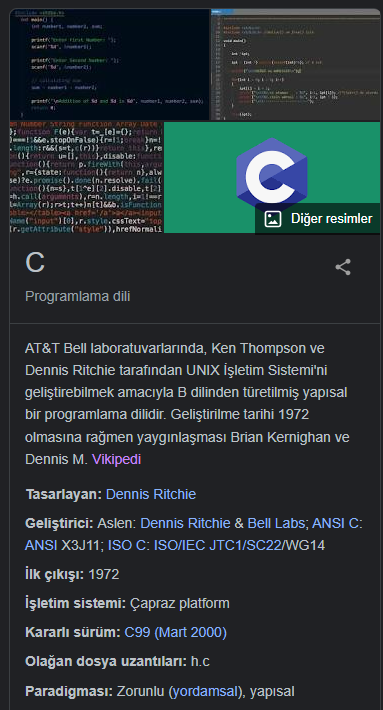 #include <stdio.h>
int main()
int number1, number2, sum;
printf("Enter First Number: ");
scanf("%d", &number1);
printf("Enter Second Number: ");
scanf("%d", &number2);
// calculating sum
sum = number1 + number2;
printf("\nAddition of %d and %d is %d", number1, number2, sum);
return 0;
void main()
C
Diğer resimler
C
Programlama dili
AT&T Bell laboratuvarlarında, Ken Thompson ve
Dennis Ritchie tarafından UNIX İşletim Sistemi'ni
geliştirebilmek amacıyla B dilinden türetilmiş yapısal
bir programlama dilidir. Geliştirilme tarihi 1972
olmasına rağmen yaygınlaşması Brian Kernighan ve
Dennis M. Vikipedi
Tasarlayan: Dennis Ritchie
Geliştirici: Aslen: Dennis Ritchie & Bell Labs; ANSI C:
ANSI X3J11; ISO C: ISO/IEC JTC1/SC22/WG14
İlk çıkışı: 1972
İşletim sistemi: Çapraz platform
Kararlı sürüm: C99 (Mart 2000)
Olağan dosya uzantıları: h.c
Paradigması: Zorunlu (yordamsal), yapısal